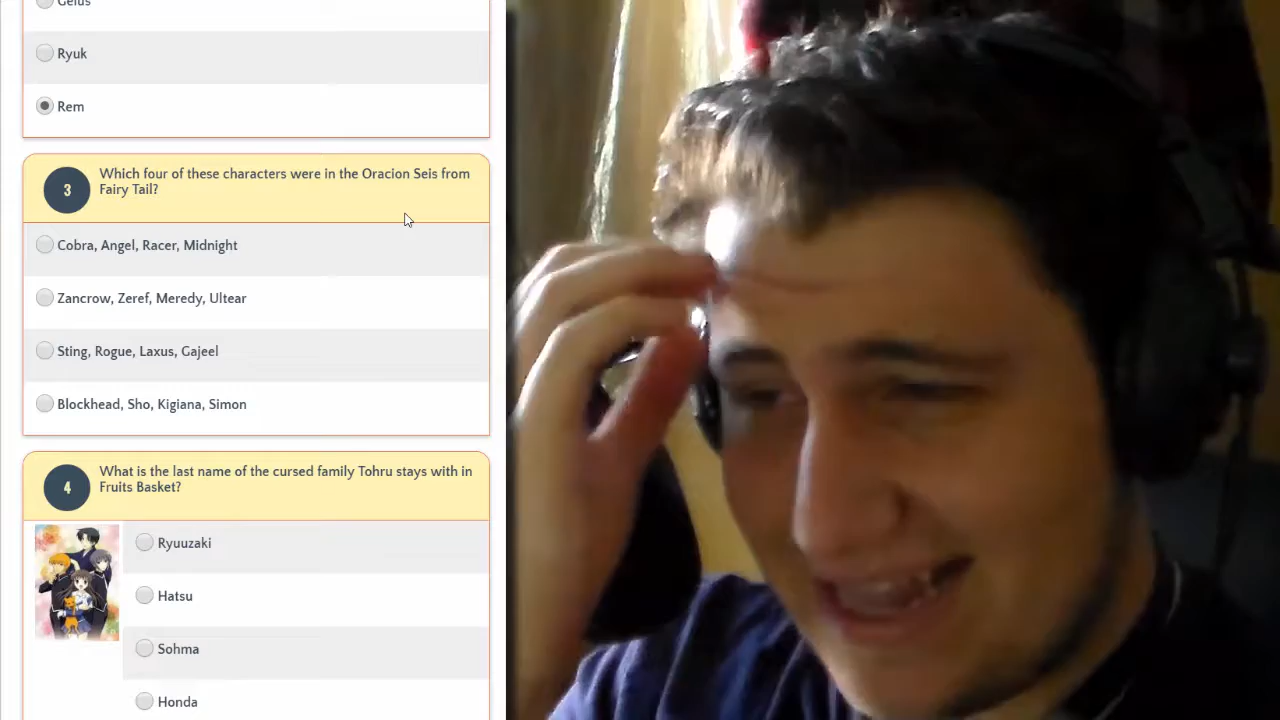 Gelus
Ryuk
Rem
3
Which four of these characters were in the Oracion Seis from
Fairy Tail?
Cobra, Angel, Racer, Midnight
Zancrow, Zeref, Meredy, Ultear
Sting, Rogue, Laxus, Gajeel
Blockhead, Sho, Kigiana, Simon
4
What is the last name of the cursed family Tohru stays with in
Fruits Basket?
Ryuuzaki
Hatsu
Sohma
Honda